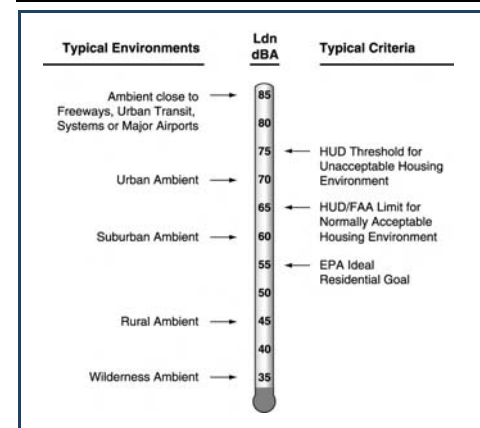 Typical Environments
Ldn
dBA
Typical Criteria
Ambient close to
Freeways, Urban Transit,
Systems or Major Airports
85
80
75
HUD Threshold for
Unacceptable Housing
Environment
Urban Ambient
70
65
HUD/FAA Limit for
Normally Acceptable
Housing Environment
Suburban Ambient
60
55
EPA Ideal
Residential Goal
50
Rural Ambient
45
40
Wilderness Ambient
35